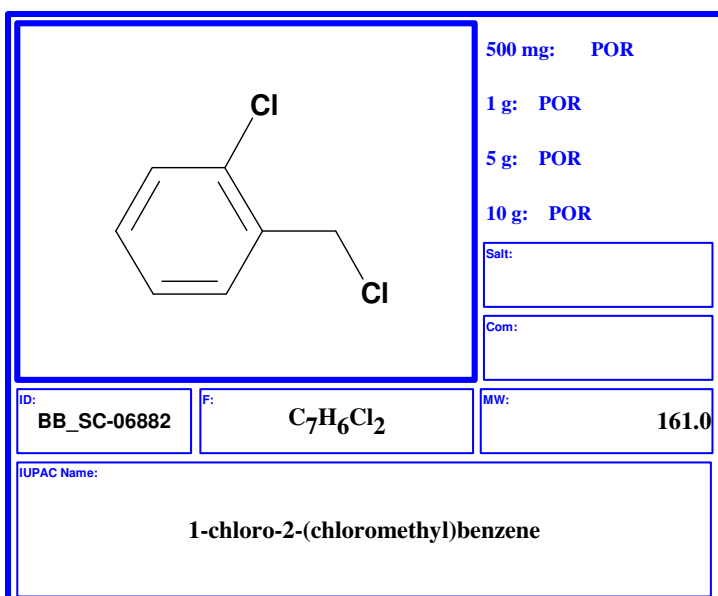 Cl
Cl
500 mg: POR
1 g: POR
5 g: POR
10 g: POR
Salt:
Com:
ID:
BB_SC-06882
F:
C7H6Cl2
MW:
161.0
IUPAC Name:
1-chloro-2-(chloromethyl)benzene